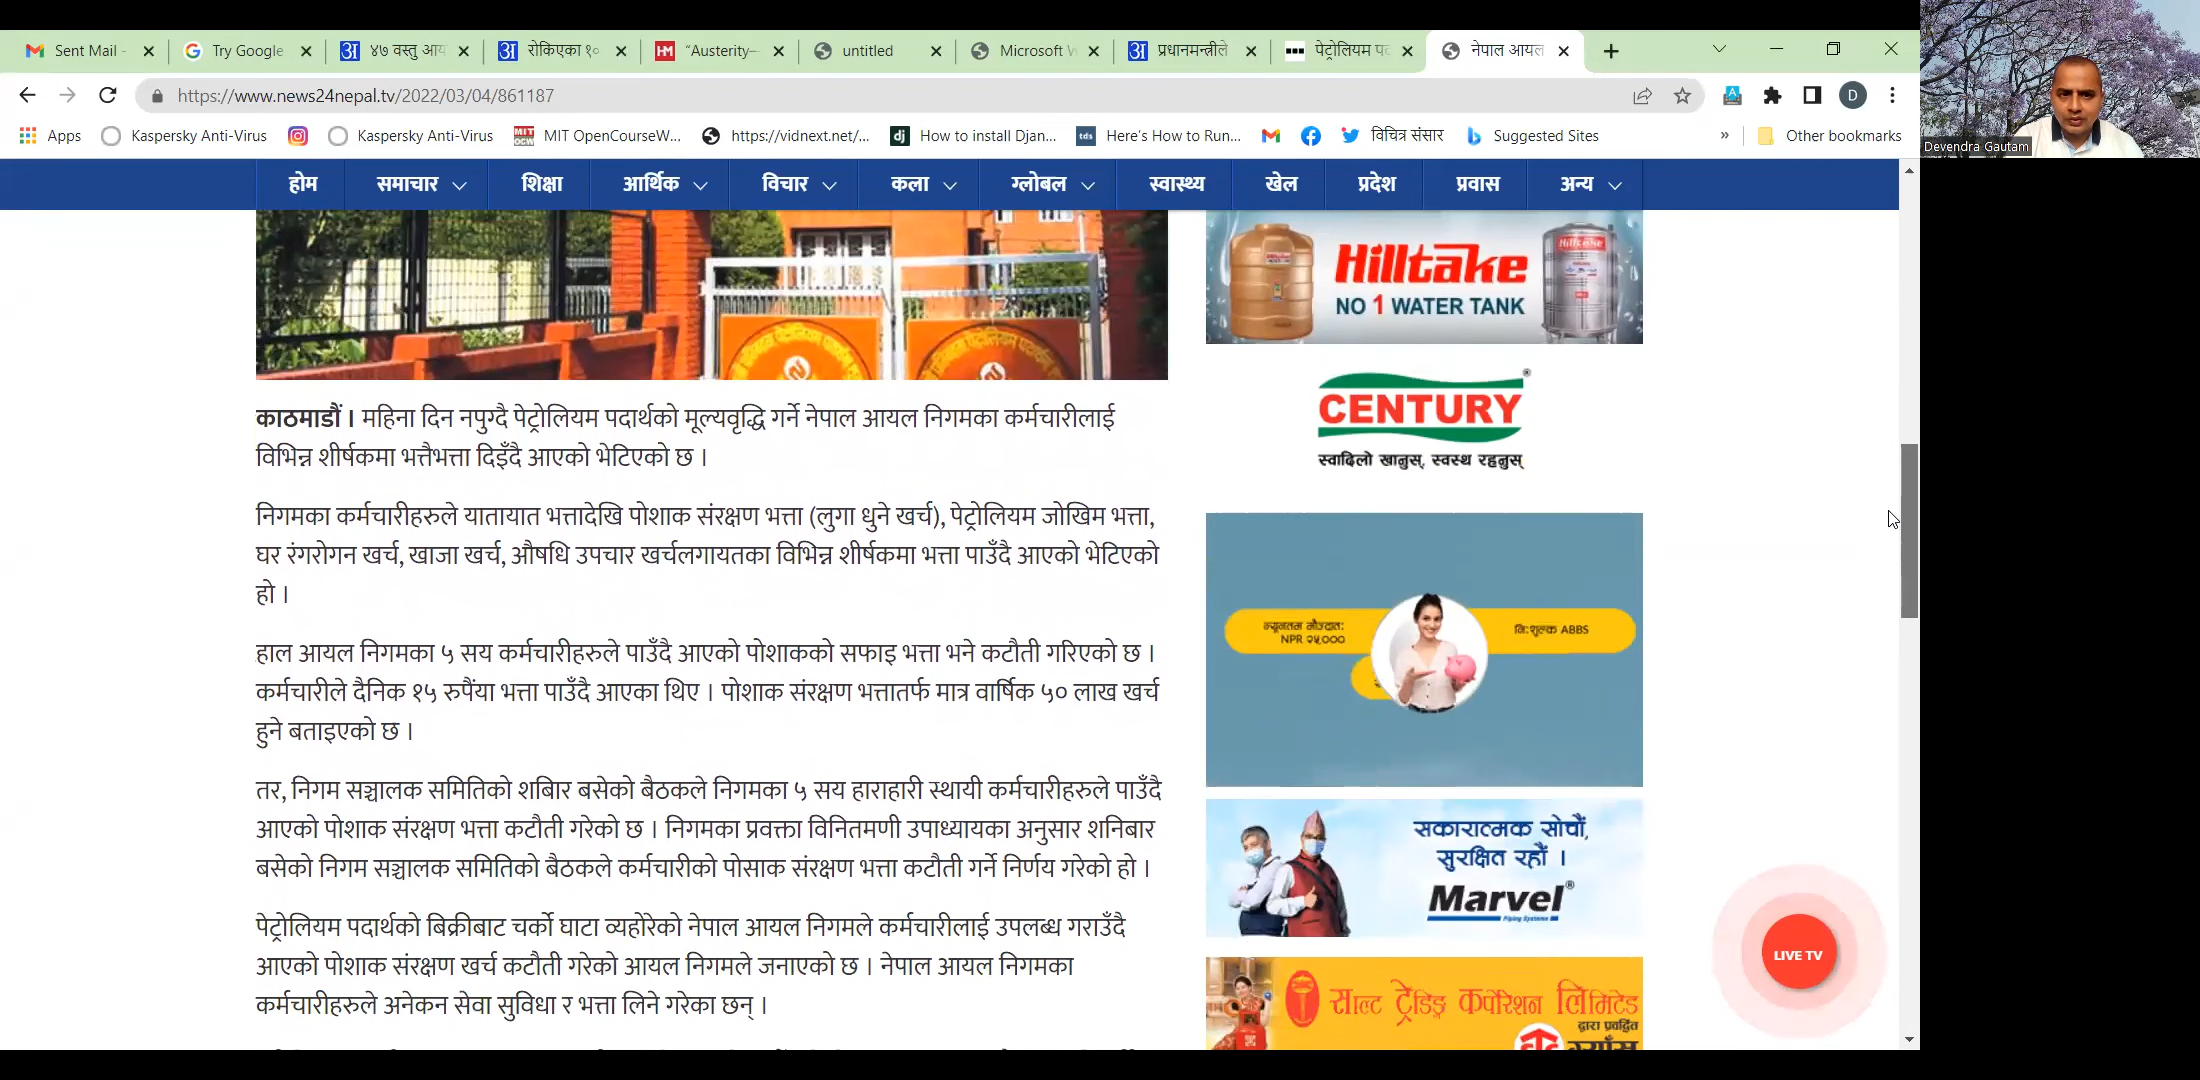 Sent Mail -
Try Google
४७ वस्तु आय
रोकिएका १०
"Austerity—
untitled
Microsoft W
प्रधानमन्त्रीले
पेट्रोलियम पद
नेपाल आयल
https://www.news24nepal.tv/2022/03/04/861187
D
Apps
Kaspersky Anti-Virus
Kaspersky Anti-Virus
MIT OpenCourseW...
https://vidnext.net/...
How to install Djan...
Here's How to Run...
विचित्र संसार
Suggested Sites
»
Other bookmarks
Devendra Gautam
होम
समाचार
शिक्षा
आर्थिक
विचार
कला
ग्लोबल
स्वास्थ्य
खेल
प्रदेश
प्रवास
अन्य
काठमाडौं । महिना दिन नपुग्दै पेट्रोलियम पदार्थको मूल्यवृद्धि गर्ने नेपाल आयल निगमका कर्मचारीलाई
विभिन्न शीर्षकमा भत्तैभत्ता दिइँदै आएको भेटिएको छ ।
निगमका कर्मचारीहरुले यातायात भत्तादेखि पोशाक संरक्षण भत्ता (लुगा धुने खर्च), पेट्रोलियम जोखिम भत्ता,
घर रंगरोगन खर्च, खाजा खर्च, औषधि उपचार खर्चलगायतका विभिन्न शीर्षकमा भत्ता पाउँदै आएको भेटिएको
हो ।
हाल आयल निगमका ५ सय कर्मचारीहरुले पाउँदै आएको पोशाकको सफाइ भत्ता भने कटौती गरिएको छ ।
कर्मचारीले दैनिक १५ रुपैंया भत्ता पाउँदै आएका थिए । पोशाक संरक्षण भत्तातर्फ मात्र वार्षिक ५० लाख खर्च
हुने बताइएको छ ।
तर, निगम सञ्चालक समितिको शबिार बसेको बैठकले निगमका ५ सय हाराहारी स्थायी कर्मचारीहरुले पाउँदै
आएको पोशाक संरक्षण भत्ता कटौती गरेको छ । निगमका प्रवक्ता विनितमणी उपाध्यायका अनुसार शनिबार
बसेको निगम सञ्चालक समितिको बैठकले कर्मचारीको पोसाक संरक्षण भत्ता कटौती गर्ने निर्णय गरेको हो ।
पेट्रोलियम पदार्थको बिक्रीबाट चर्को घाटा व्यहोरेको नेपाल आयल निगमले कर्मचारीलाई उपलब्ध गराउँदै
आएको पोशाक संरक्षण खर्च कटौती गरेको आयल निगमले जनाएको छ । नेपाल आयल निगमका
कर्मचारीहरुले अनेकन सेवा सुविधा र भत्ता लिने गरेका छन् ।
Hilltake
NO 1 WATER TANK
CENTURY
स्वादिलो खानुस्, स्वस्थ रहनुस्
न्यूनतम मौज्दात:
NPR २५,०००
नि:शुल्क ABBS
सकारात्मक सोचौं,
सुरक्षित रहौं ।
Marvel
Piping Systems
साल्ट ट्रेडिङ्ग कर्पोरेशन लिमिटेड
द्वारा प्रवर्द्धित
LIVE TV